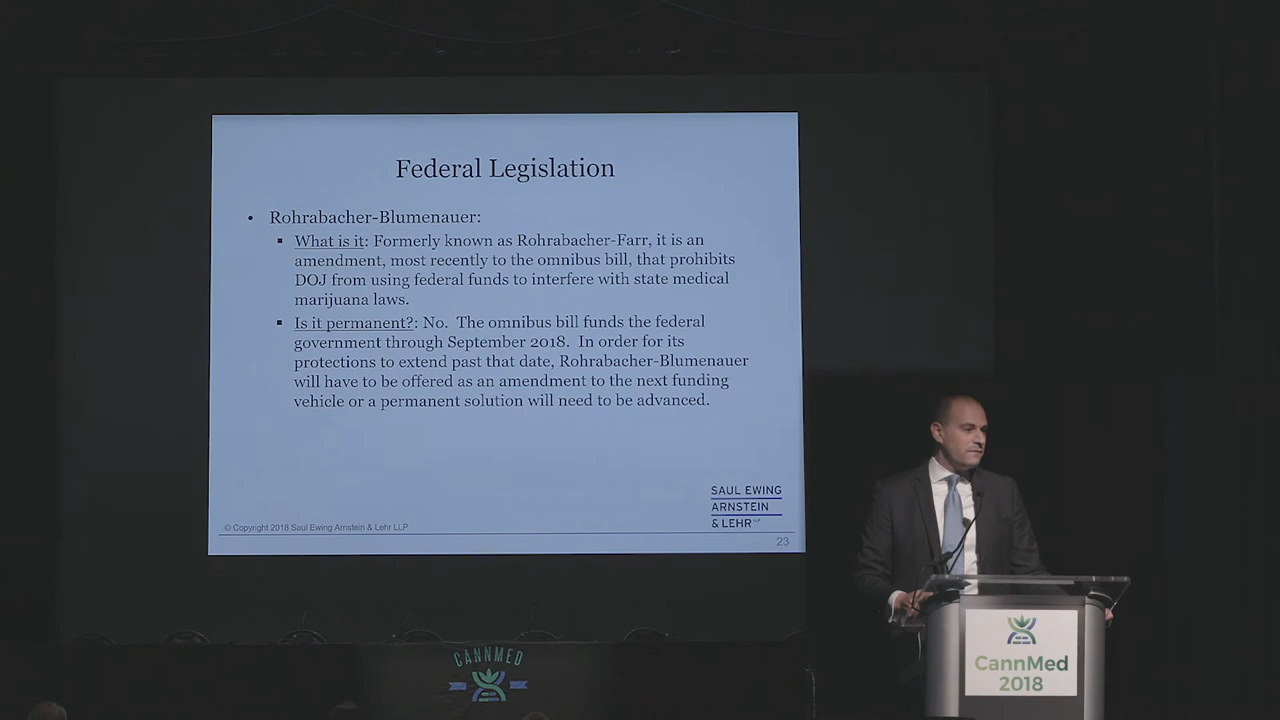 Federal Legislation
• Rohrabacher-Blumenauer:
▪ What is it: Formerly known as Rohrabacher-Farr, it is an
amendment, most recently to the omnibus bill, that prohibits
DOJ from using federal funds to interfere with state medical
marijuana laws.
▪ Is it permanent?: No. The omnibus bill funds the federal
government through September 2018. In order for its
protections to extend past that date, Rohrabacher-Blumenauer
will have to be offered as an amendment to the next funding
vehicle or a permanent solution will need to be advanced.
SAUL EWING
ARNSTEIN
& LEHR LLP
© Copyright 2018 Saul Ewing Arnstein & Lehr LLP
23
CANNMED
CannMed
2018